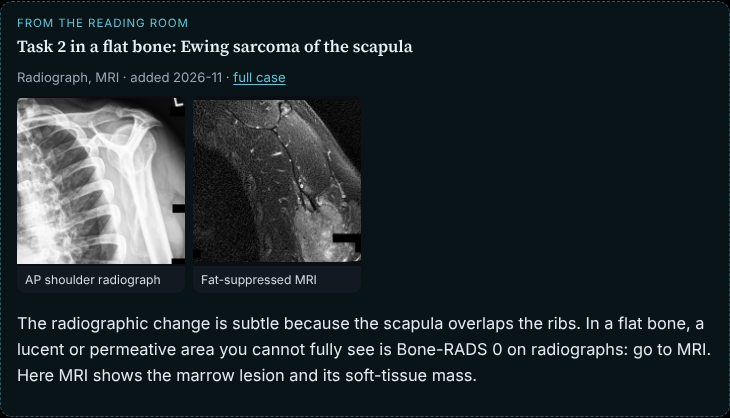 FROM THE READING ROOM
Task 2 in a flat bone: Ewing sarcoma of the scapula
Radiograph, MRI · added 2026-11 · full case
L
AP shoulder radiograph
Fat-suppressed MRI
The radiographic change is subtle because the scapula overlaps the ribs. In a flat bone, a
lucent or permeative area you cannot fully see is Bone-RADS 0 on radiographs: go to MRI.
Here MRI shows the marrow lesion and its soft-tissue mass.